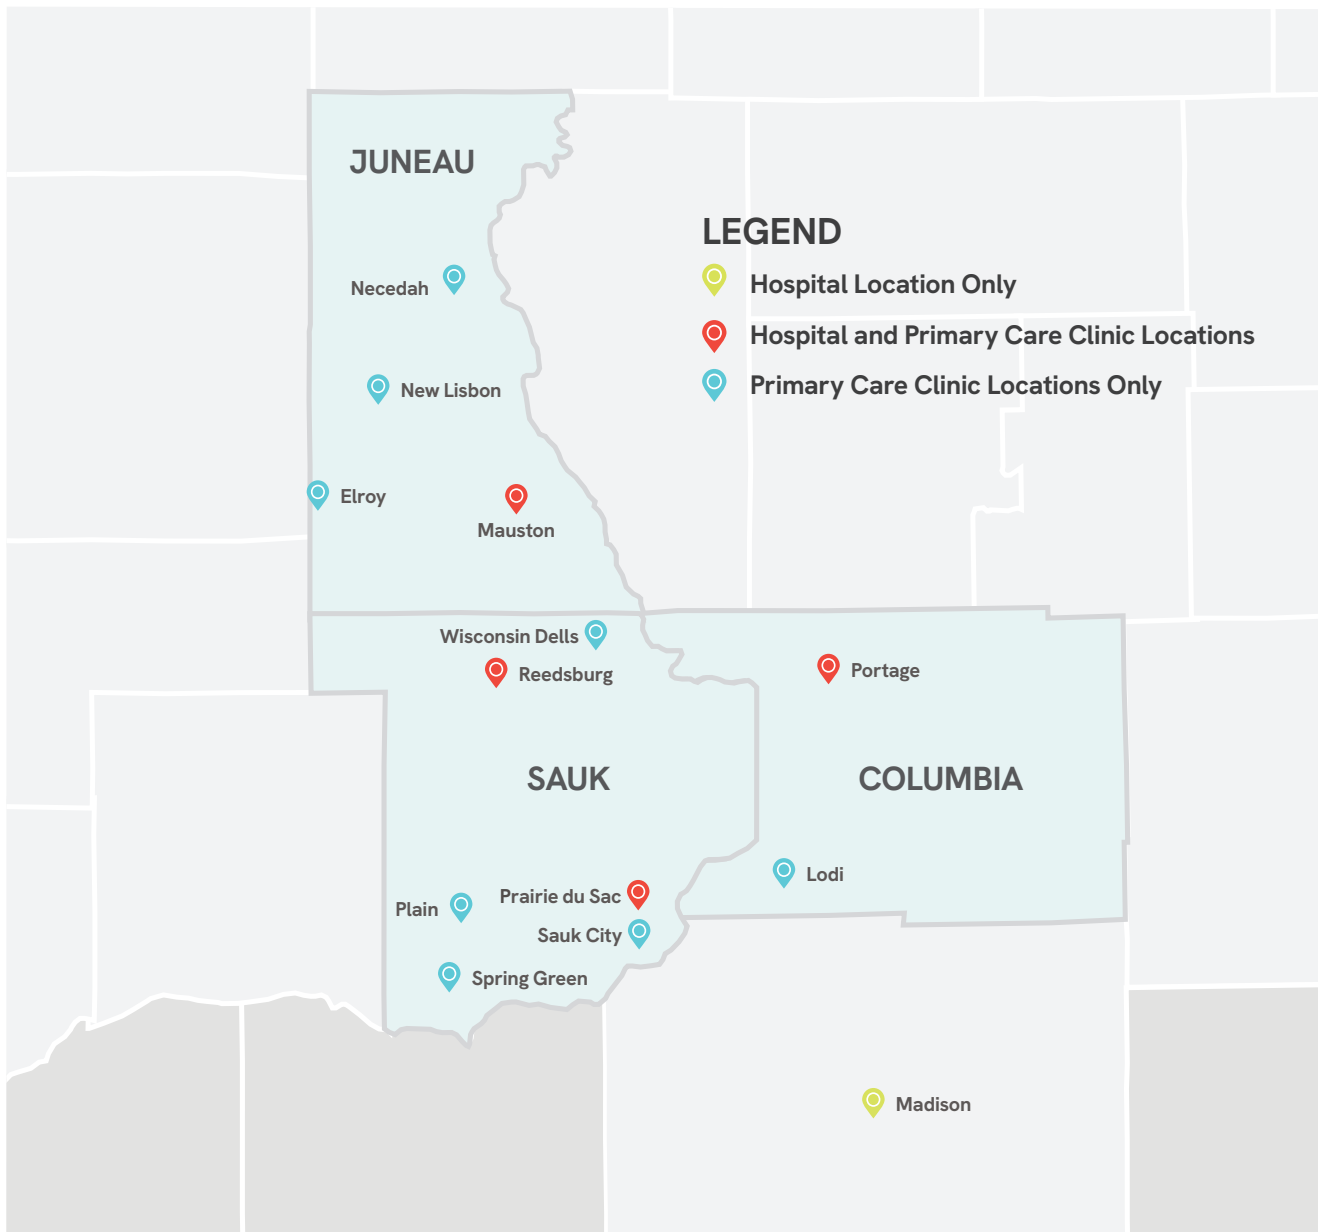 JUNEAU
LEGEND
Hospital Location Only
Hospital and Primary Care Clinic Locations
Primary Care Clinic Locations Only
Necedah
New Lisbon
Elroy
Mauston
Wisconsin Dells
Reedsburg
Portage
SAUK
COLUMBIA
Lodi
Prairie du Sac
Plain
Sauk City
Spring Green
Madison